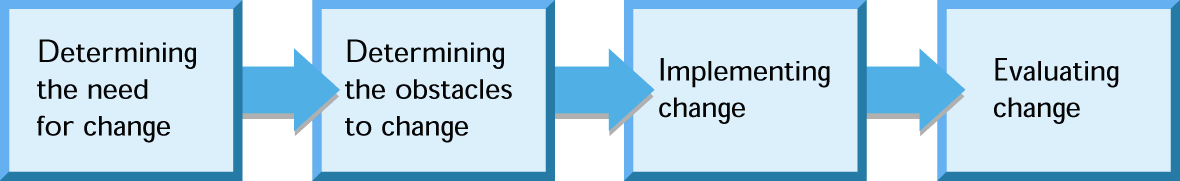 Determining
the need
for change
Determining
the obstacles
to change
Implementing
change
Evaluating
change